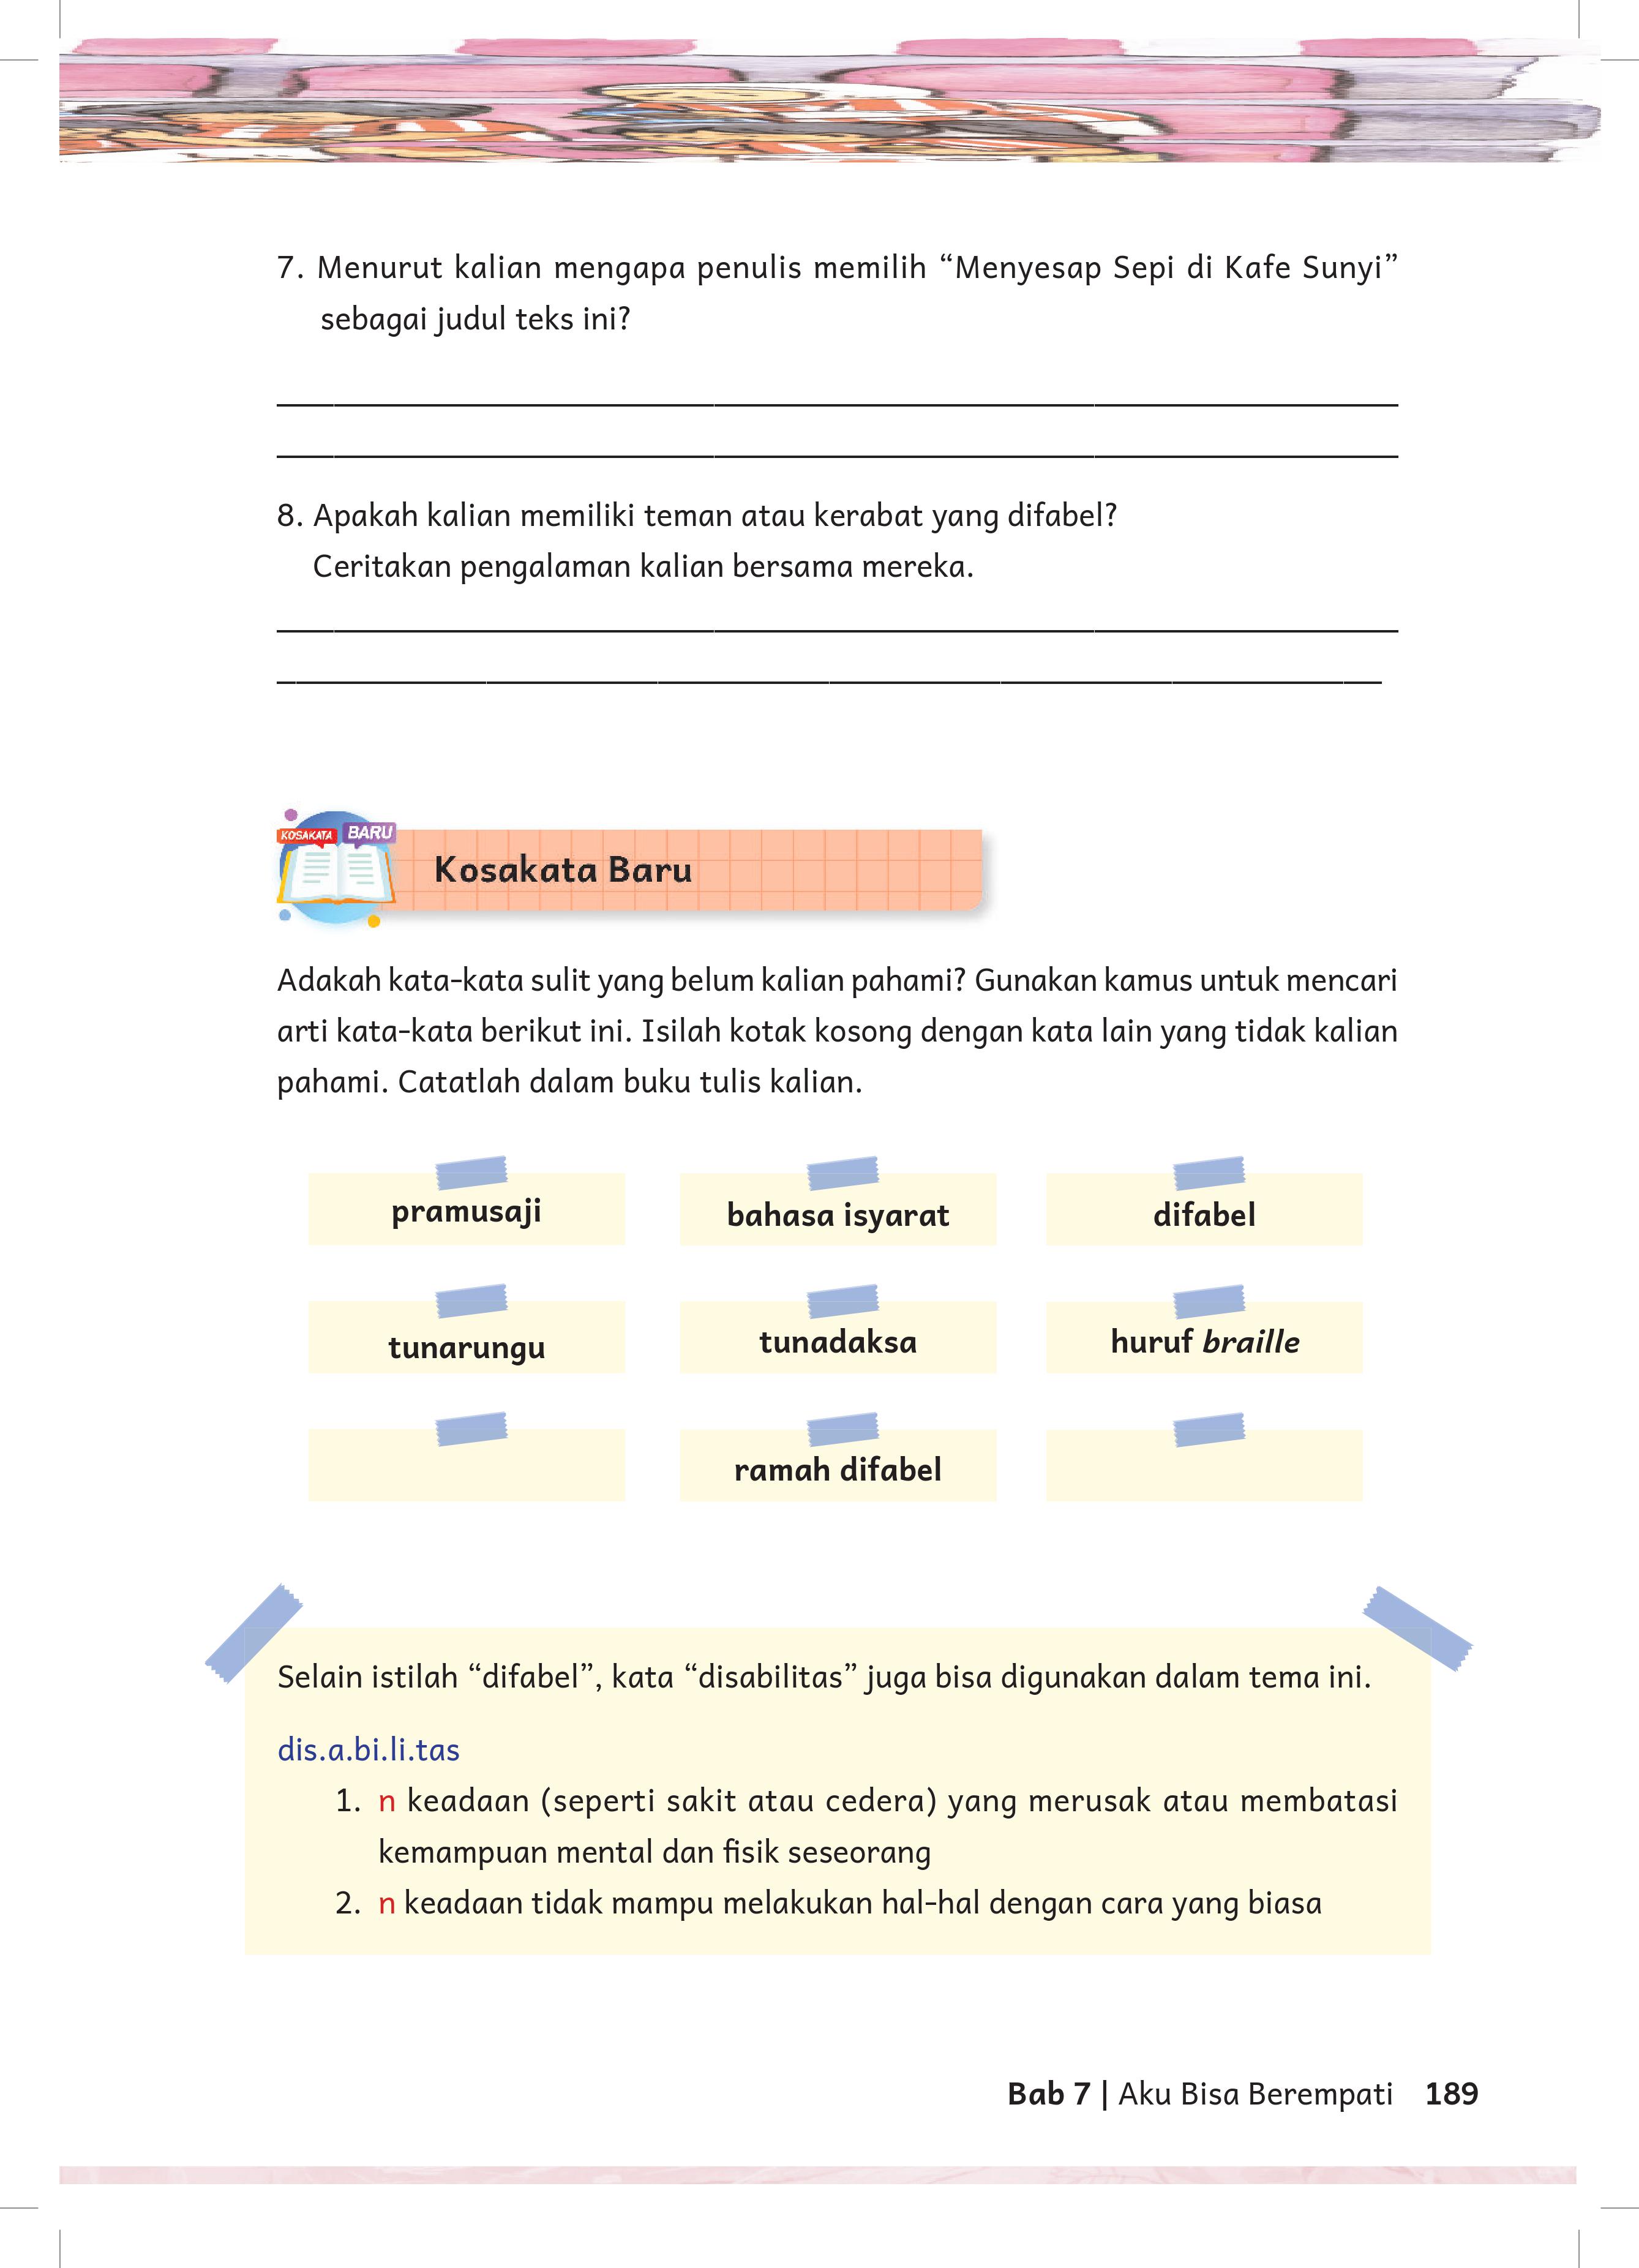 7. Menurut kalian mengapa penulis memilih “Menyesap Sepi di Kafe Sunyi”
sebagai judul teks ini?
8. Apakah kalian memiliki teman atau kerabat yang difabel?
Ceritakan pengalaman kalian bersama mereka.
KOSAKATA BARU
Kosakata Baru
Adakah kata-kata sulit yang belum kalian pahami? Gunakan kamus untuk mencari
arti kata-kata berikut ini. Isilah kotak kosong dengan kata lain yang tidak kalian
pahami. Catatlah dalam buku tulis kalian.
pramusaji
bahasa isyarat
difabel
tunarungu
tunadaksa
huruf braille
ramah difabel
Selain istilah “difabel”, kata “disabilitas” juga bisa digunakan dalam tema ini.
dis.a.bi.li.tas
1. n keadaan (seperti sakit atau cedera) yang merusak atau membatasi
kemampuan mental dan fisik seseorang
2. n keadaan tidak mampu melakukan hal-hal dengan cara yang biasa
Bab 7 | Aku Bisa Berempati 189